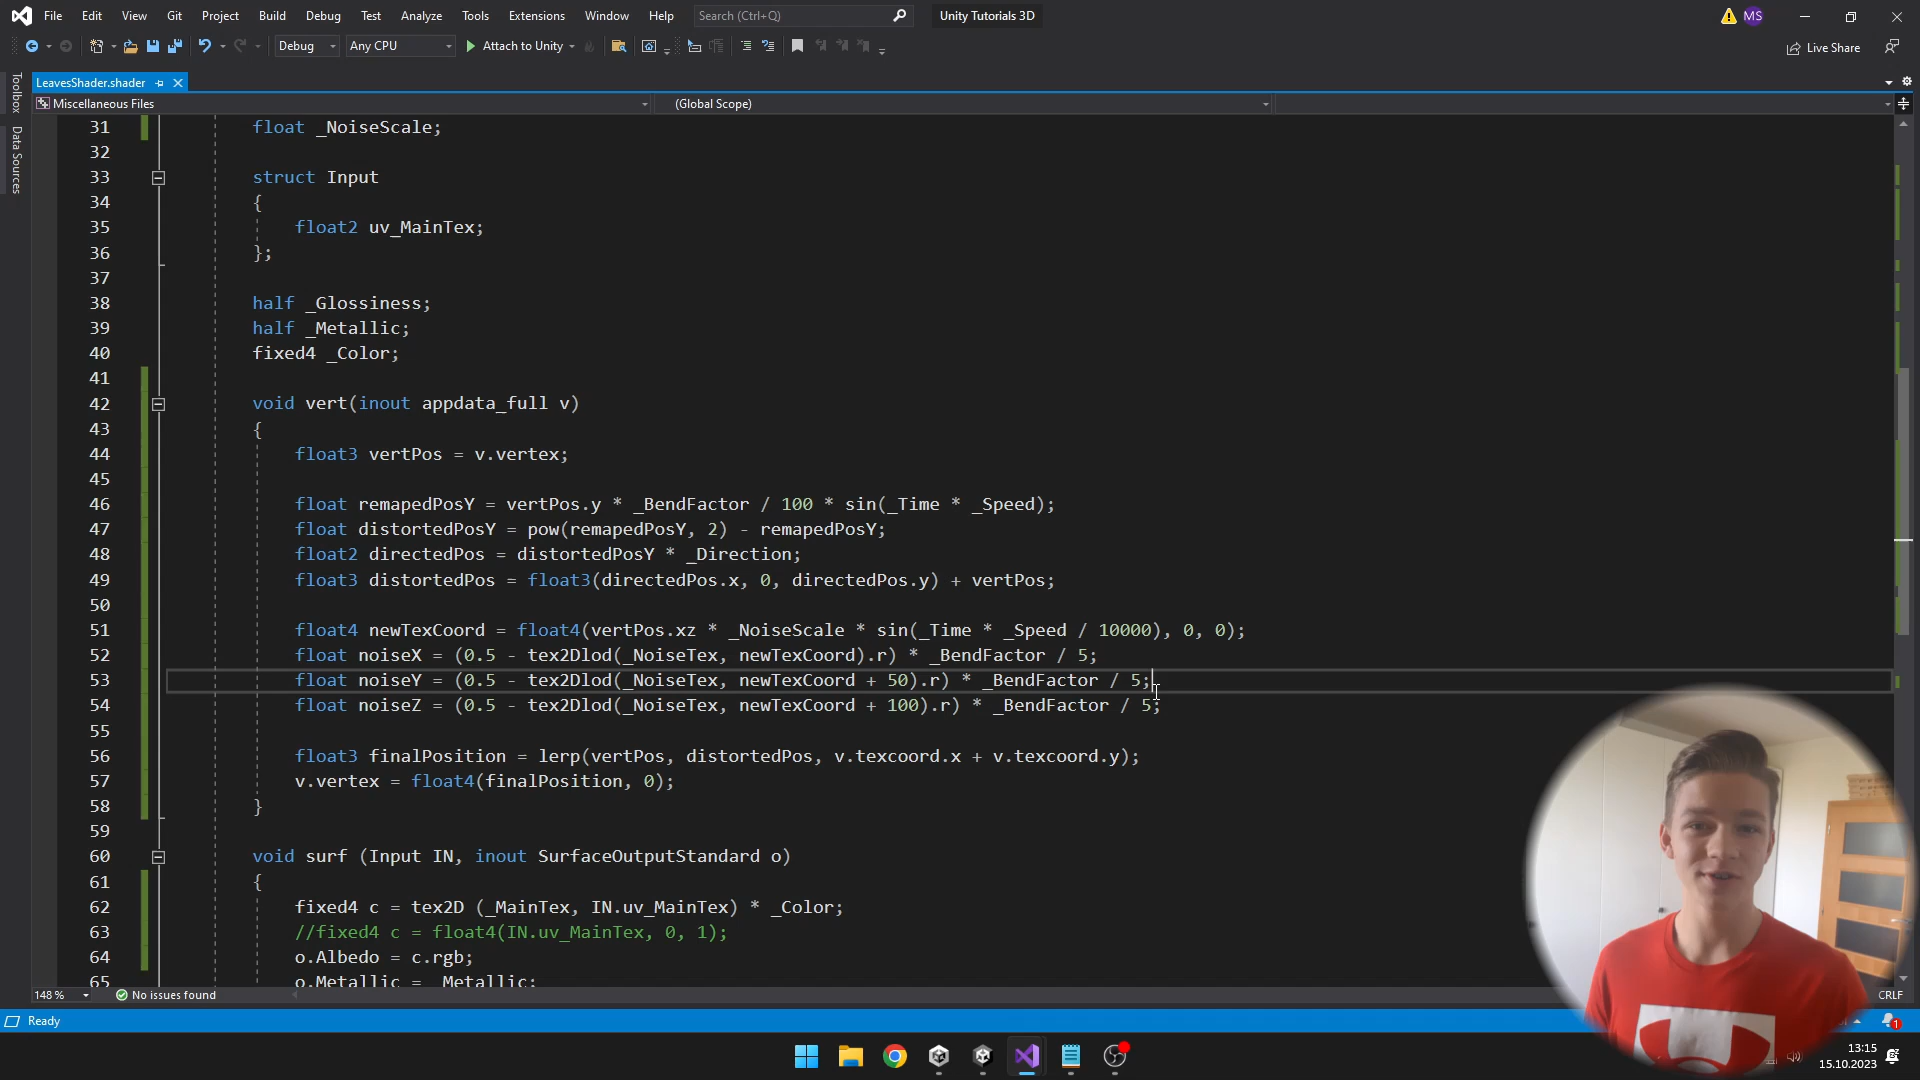 File Edit View Git Project Build Debug Test Analyze Tools Extensions Window Help Search (Ctrl+Q) Unity Tutorials 3D MS
Debug Any CPU Attach to Unity Live Share
LeavesShader.shader
Toolbox
Data Sources
Miscellaneous Files (Global Scope)
31 float _NoiseScale;
32
33 struct Input
34 {
35 float2 uv_MainTex;
36 };
37
38 half _Glossiness;
39 half _Metallic;
40 fixed4 _Color;
41
42 void vert(inout appdata_full v)
43 {
44 float3 vertPos = v.vertex;
45
46 float remapedPosY = vertPos.y * _BendFactor / 100 * sin(_Time * _Speed);
47 float distortedPosY = pow(remapedPosY, 2) - remapedPosY;
48 float2 directedPos = distortedPosY * _Direction;
49 float3 distortedPos = float3(directedPos.x, 0, directedPos.y) + vertPos;
50
51 float4 newTexCoord = float4(vertPos.xz * _NoiseScale * sin(_Time * _Speed / 10000), 0, 0);
52 float noiseX = (0.5 - tex2Dlod(_NoiseTex, newTexCoord).r) * _BendFactor / 5;
53 float noiseY = (0.5 - tex2Dlod(_NoiseTex, newTexCoord + 50).r) * _BendFactor / 5;
54 float noiseZ = (0.5 - tex2Dlod(_NoiseTex, newTexCoord + 100).r) * _BendFactor / 5;
55
56 float3 finalPosition = lerp(vertPos, distortedPos, v.texcoord.x + v.texcoord.y);
57 v.vertex = float4(finalPosition, 0);
58 }
59
60 void surf (Input IN, inout SurfaceOutputStandard o)
61 {
62 fixed4 c = tex2D (_MainTex, IN.uv_MainTex) * _Color;
63 //fixed4 c = float4(IN.uv_MainTex, 0, 1);
64 o.Albedo = c.rgb;
65 o.Metallic = _Metallic;
148 % No issues found CRLF
Ready 1
13:15
15.10.2023